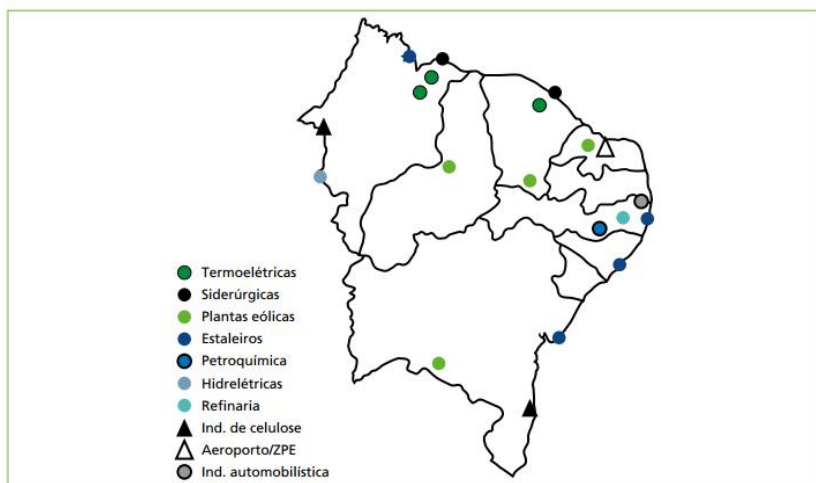 Termoelétricas
Siderúrgicas
Plantas eólicas
Estaleiros
Petroquímica
Hidrelétricas
Refinaria
Ind. de celulose
Aeroporto/ZPE
Ind. automobilística